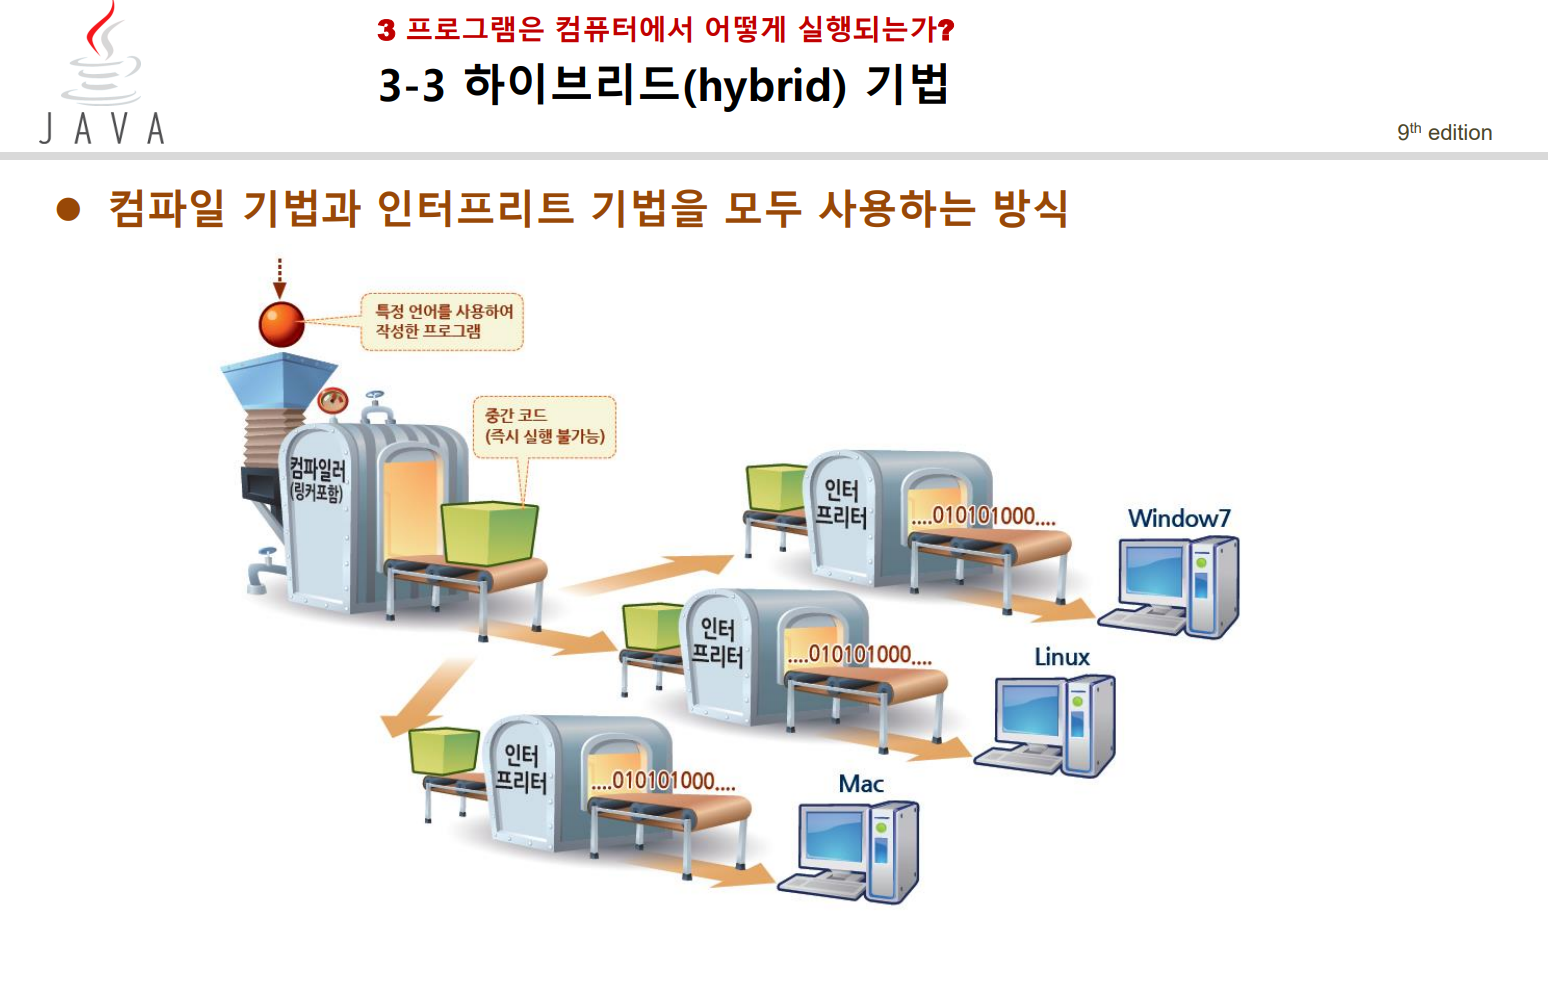 3 프로그램은 컴퓨터에서 어떻게 실행되는가?
3-3 하이브리드(hybrid) 기법
JAVA
9th edition
● 컴파일 기법과 인터프리트 기법을 모두 사용하는 방식
특정 언어를 사용하여
작성한 프로그램
중간 코드
(즉시 실행 불가능)
컴파일러
(링커포함)
인터
프리터
....010101000....
Window7
인터
프리터
....010101000....
Linux
인터
프리터
....010101000....
Mac